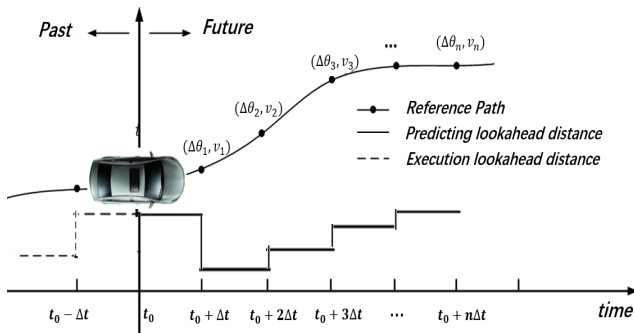 Past
Future
t
(Δθ₁, v₁)
(Δθ₂, v₂)
(Δθ₃, v₃)
...
(Δθₙ, vₙ)
Reference Path
Predicting lookahead distance
Execution lookahead distance
t₀ − Δt
t₀
t₀ + Δt
t₀ + 2Δt
t₀ + 3Δt
...
t₀ + nΔt
time